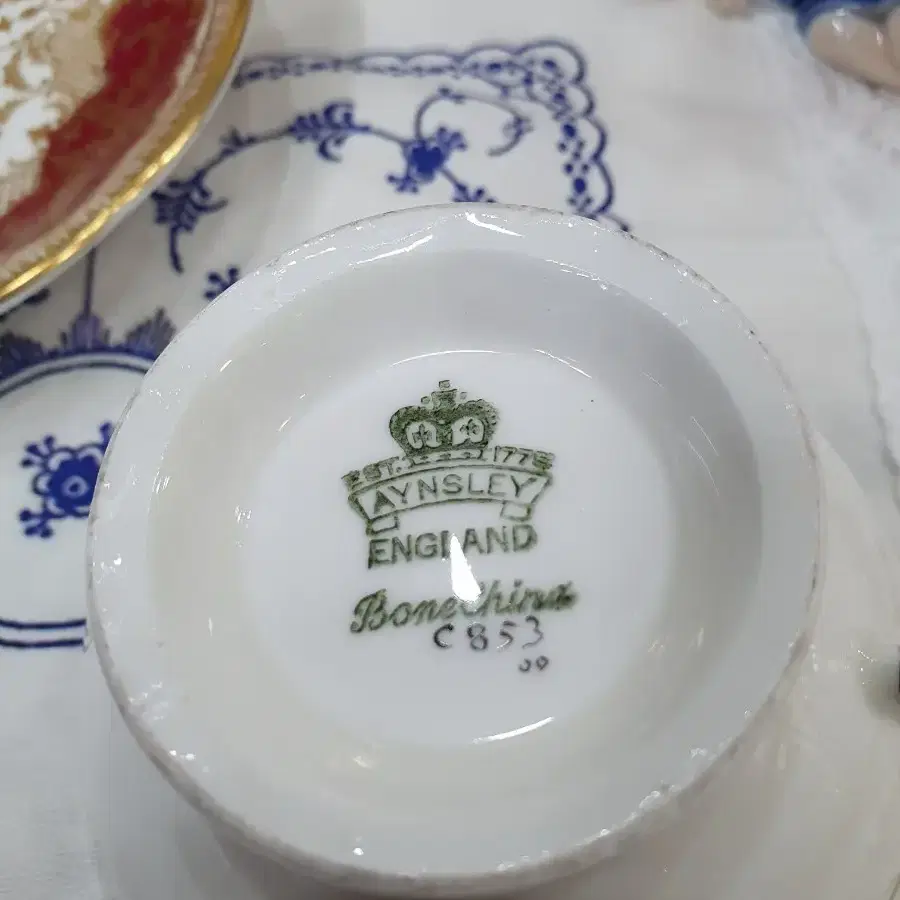 EST. 1775
AYNSLEY
ENGLAND
Bone China
C853